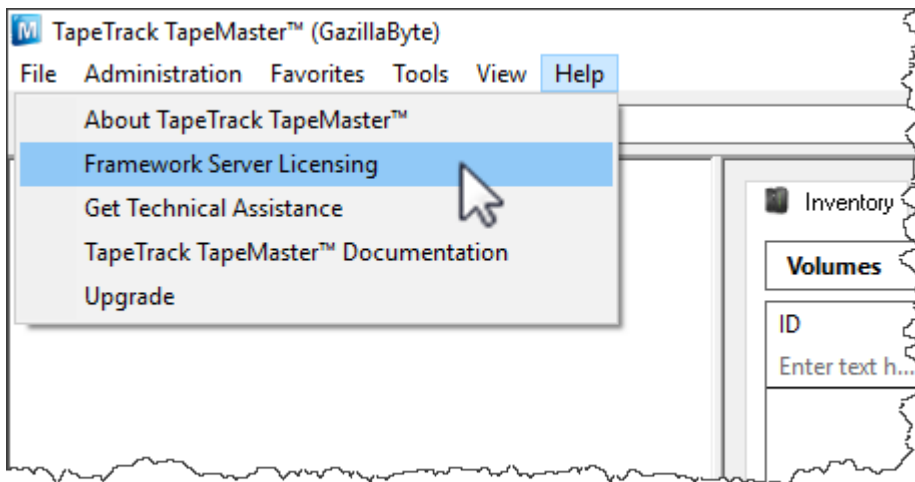 TapeTrack TapeMaster™ (GazillaByte)
File Administration Favorites Tools View Help
About TapeTrack TapeMaster™
Framework Server Licensing
Get Technical Assistance
TapeTrack TapeMaster™ Documentation
Upgrade
Inventory
Volumes
ID
Enter text h...